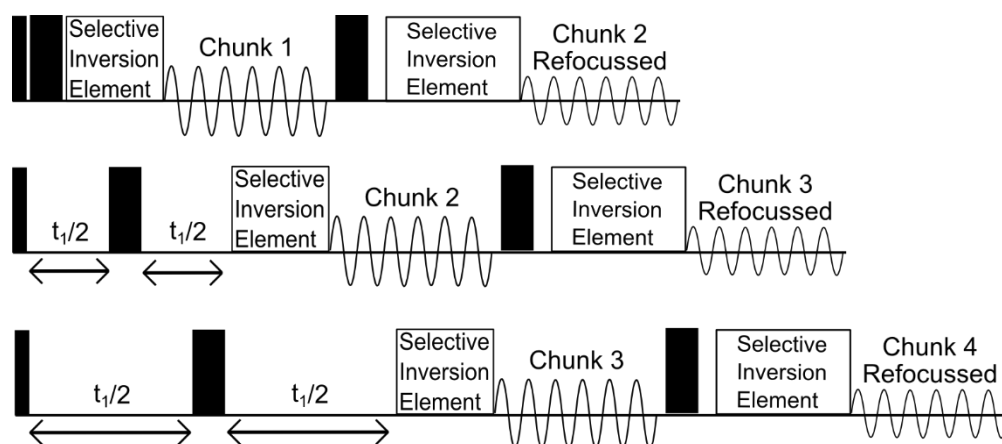 Selective
Inversion
Element
Chunk 1
Selective
Inversion
Element
Chunk 2
Refocussed
t₁/2
t₁/2
Selective
Inversion
Element
Chunk 2
Selective
Inversion
Element
Chunk 3
Refocussed
t₁/2
t₁/2
Selective
Inversion
Element
Chunk 3
Selective
Inversion
Element
Chunk 4
Refocussed